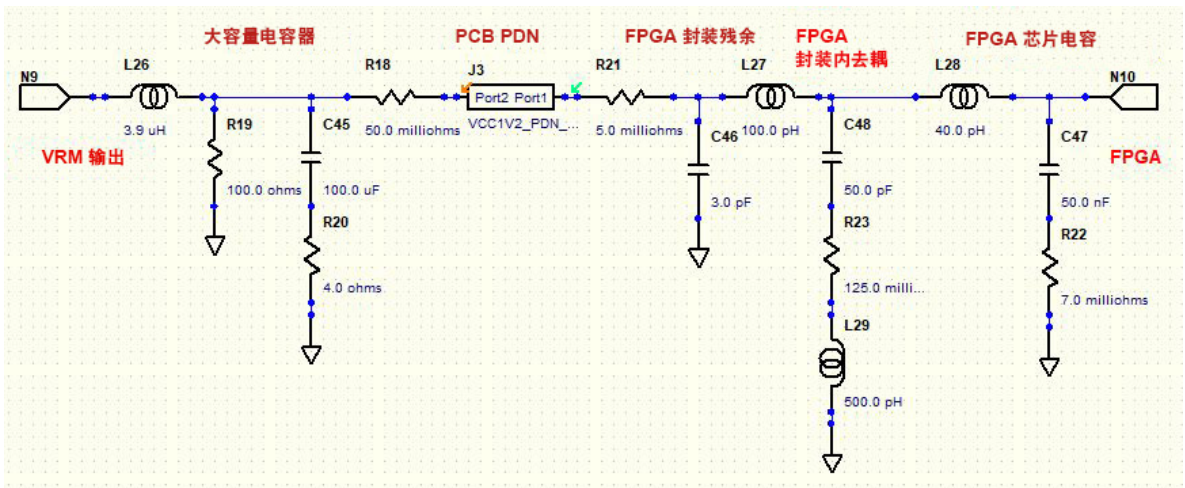 大容量电容器
PCB PDN
FPGA 封装残余
FPGA
封装内去耦
FPGA 芯片电容
N9
L26
3.9 uH
VRM 输出
R19
100.0 ohms
C45
100.0 uF
R20
4.0 ohms
R18
50.0 milliohms
J3
Port2 Port1
VCC1V2_PDN_...
R21
5.0 milliohms
C46
3.0 pF
L27
100.0 pH
C48
50.0 pF
R23
125.0 milli...
L29
500.0 pH
L28
40.0 pH
C47
50.0 nF
R22
7.0 milliohms
N10
FPGA